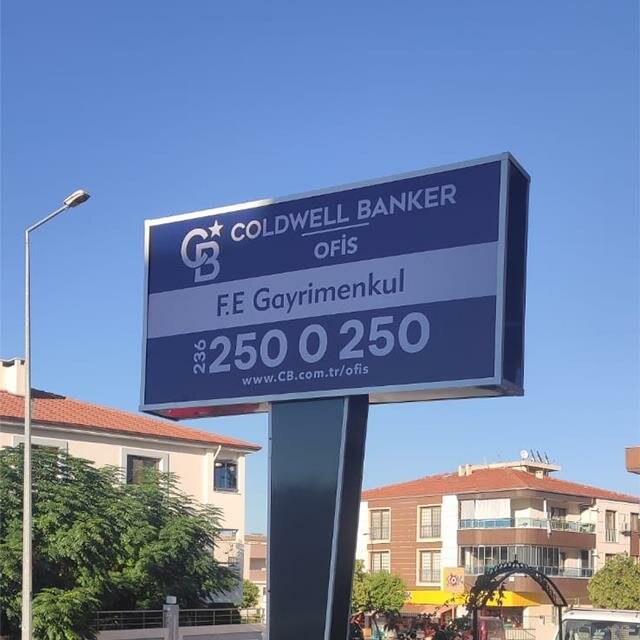 CB COLDWELL BANKER
OFİS
F.E Gayrimenkul
236 250 0 250
www.CB.com.tr/ofis